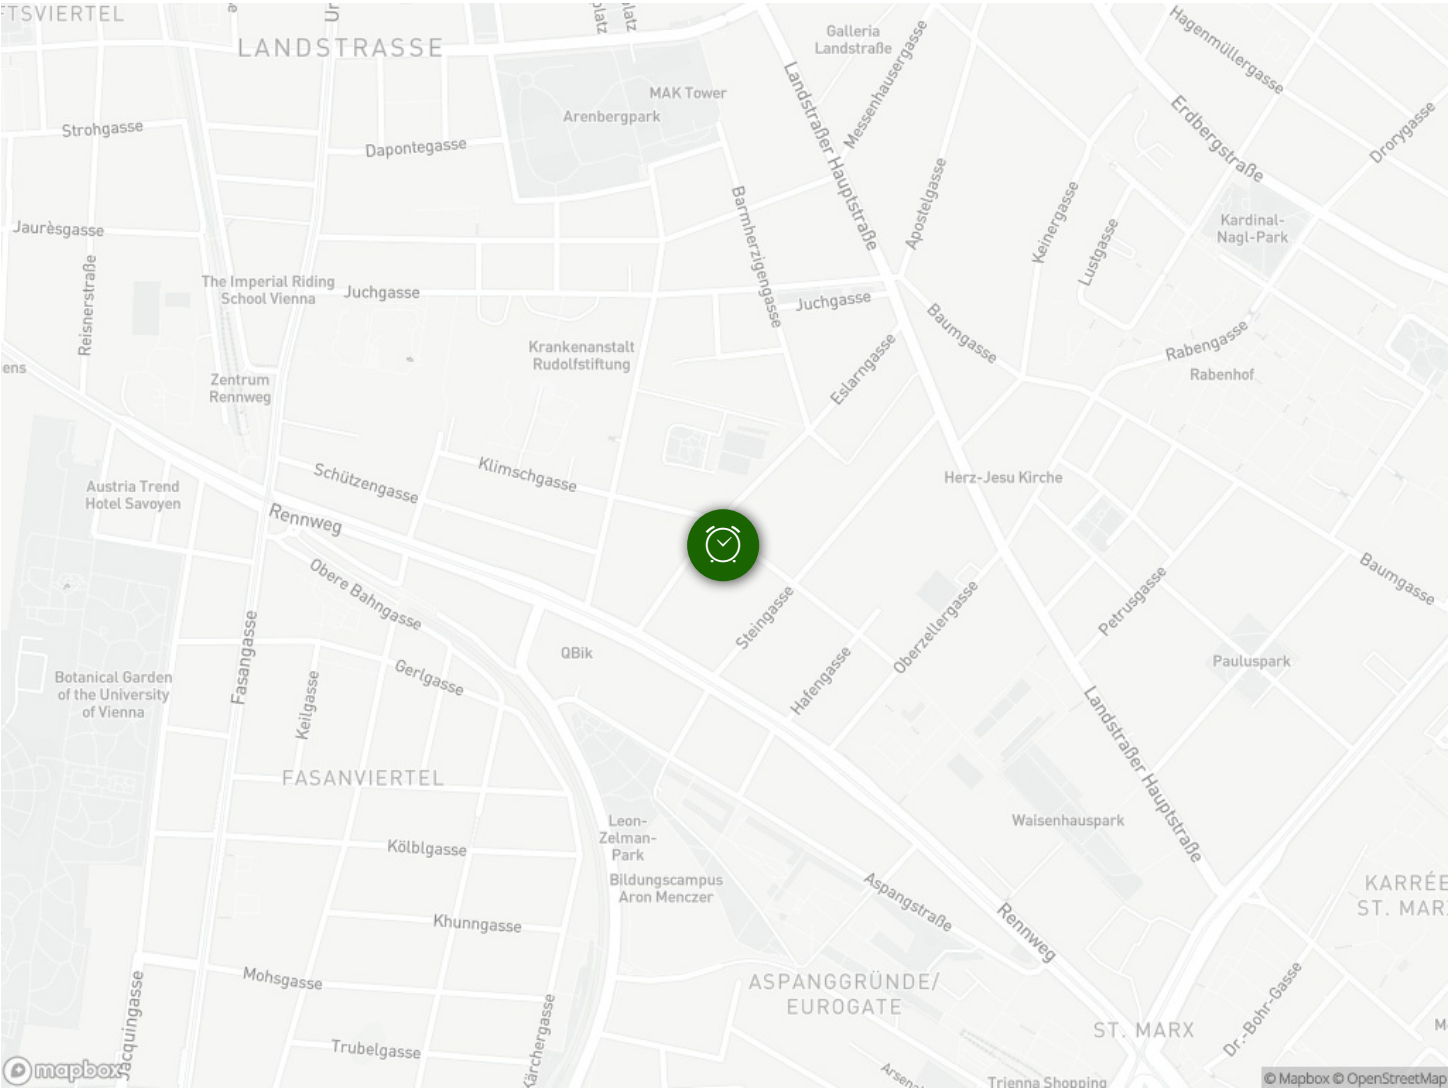 LANDSTRASSE
Galleria
Landstraße
Hagenmüllergasse
MAK Tower
Arenbergpark
Messenhausergasse
Landstraßer Hauptstraße
Erdbergstraße
Drorygasse
Strohgasse
Dapontegasse
Barmherzigengasse
Apostelgasse
Keinergasse
Lustgasse
Kardinal-
Nagl-Park
Jaurèsgasse
Reisnerstraße
The Imperial Riding
School Vienna
Juchgasse
Juchgasse
Baumgasse
Rabengasse
Rabenhof
Krankenanstalt
Rudolfstiftung
Eslarngasse
Zentrum
Rennweg
Klimschgasse
Schützengasse
Herz-Jesu Kirche
Austria Trend
Hotel Savoyen
Rennweg
Obere Bahngasse
Baumgasse
Petrusgasse
Steingasse
Oberzellergasse
Hafengasse
QBik
Pauluspark
Fasangasse
Gerlgasse
Keilgasse
Botanical Garden
of the University
of Vienna
Landstraßer Hauptstraße
FASANVIERTEL
Leon-
Zelman-
Park
Waisenhauspark
Kölblgasse
Bildungscampus
Aron Menczer
Aspangstraße
Rennweg
Khunngasse
Mohsgasse
ASPANGGRÜNDE/
EUROGATE
ST. MARX
Dr.-Bohr-Gasse
Jacquingasse
Kärchergasse
Trubelgasse
Trienna Shopping
mapbox
© Mapbox © OpenStreetMap